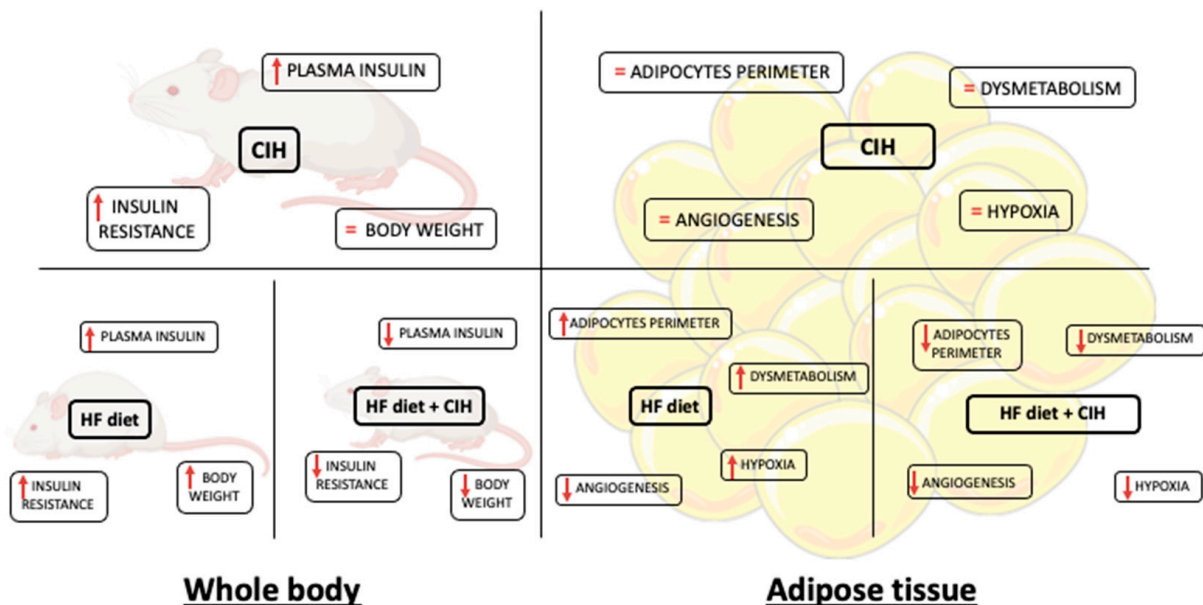 ↑ PLASMA INSULIN
CIH
↑ INSULIN
RESISTANCE
= BODY WEIGHT
= ADIPOCYTES PERIMETER
= DYSMETABOLISM
CIH
= ANGIOGENESIS
= HYPOXIA
↑ PLASMA INSULIN
HF diet
↑ INSULIN
RESISTANCE
↑ BODY
WEIGHT
↓ PLASMA INSULIN
HF diet + CIH
↓ INSULIN
RESISTANCE
↓ BODY
WEIGHT
↑ ADIPOCYTES PERIMETER
↑ DYSMETABOLISM
HF diet
↑ HYPOXIA
↓ ANGIOGENESIS
↓ ADIPOCYTES
PERIMETER
↓ DYSMETABOLISM
HF diet + CIH
↓ ANGIOGENESIS
↓ HYPOXIA
Whole body
Adipose tissue